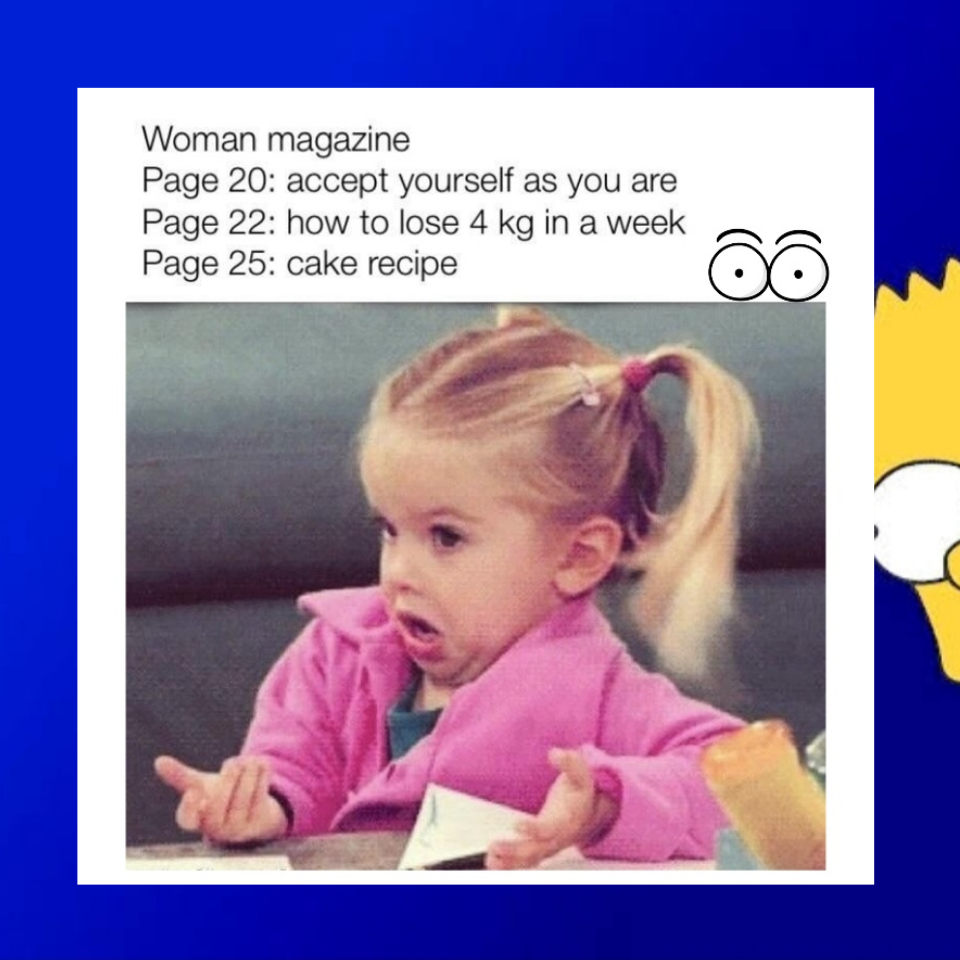 Woman magazine
Page 20: accept yourself as you are
Page 22: how to lose 4 kg in a week
Page 25: cake recipe